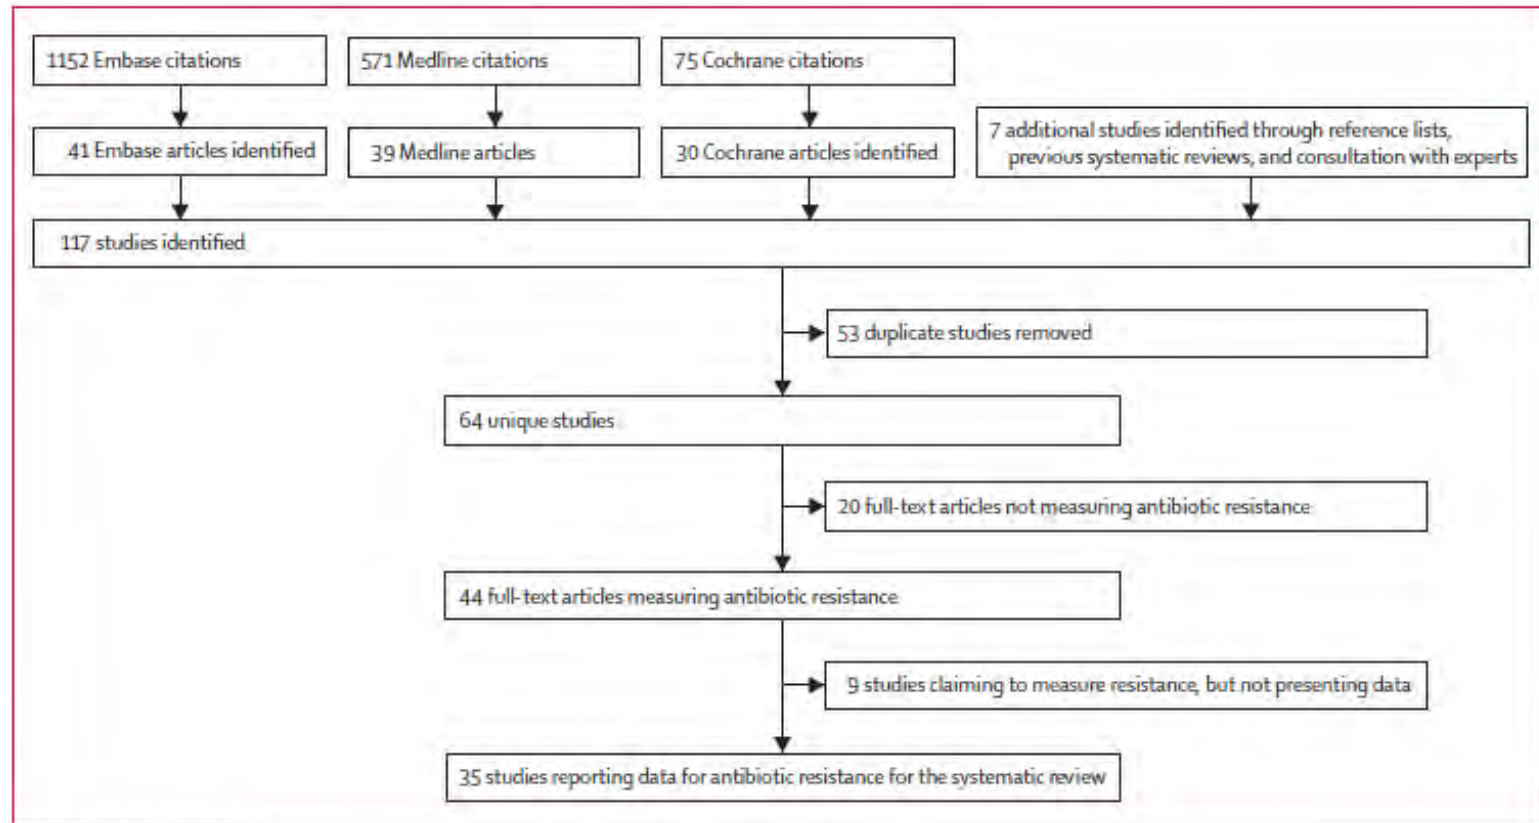 1152 Embase citations
571 Medline citations
75 Cochrane citations
41 Embase articles identified
39 Medline articles
30 Cochrane articles identified
7 additional studies identified through reference lists,
previous systematic reviews, and consultation with experts
117 studies identified
53 duplicate studies removed
64 unique studies
20 full-text articles not measuring antibiotic resistance
44 full-text articles measuring antibiotic resistance
9 studies claiming to measure resistance, but not presenting data
35 studies reporting data for antibiotic resistance for the systematic review